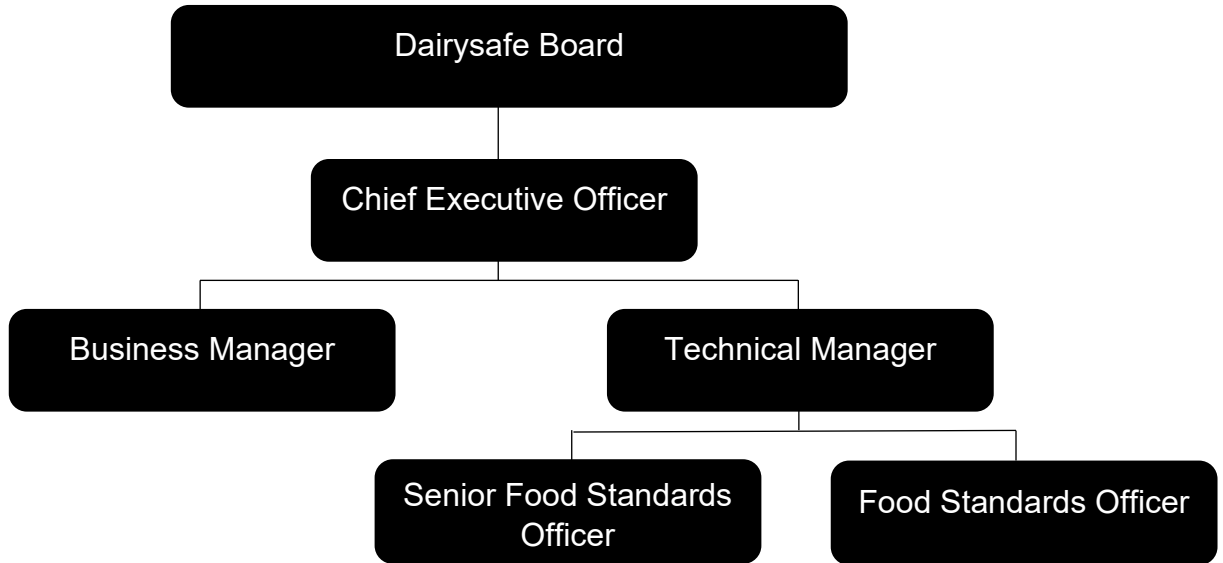 Dairysafe Board
Chief Executive Officer
Business Manager
Technical Manager
Senior Food Standards
Officer
Food Standards Officer